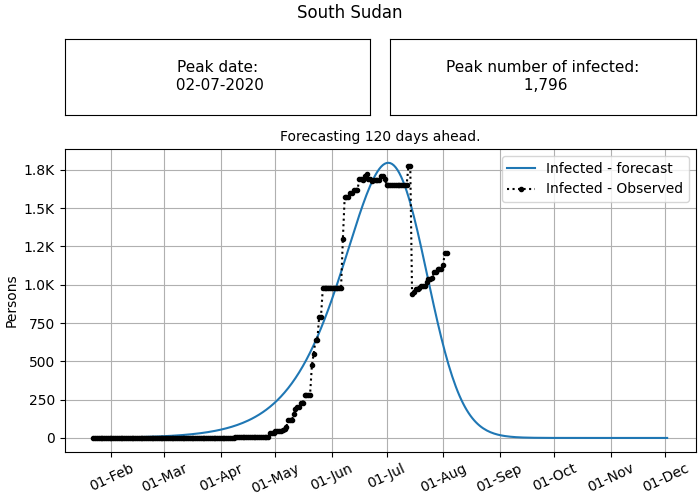 South Sudan
Peak date:
02-07-2020
Peak number of infected:
1,796
Forecasting 120 days ahead.
Infected - forecast
Infected - Observed
Persons
1.8K
1.5K
1.2K
1.0K
750
500
250
0
01-Feb
01-Mar
01-Apr
01-May
01-Jun
01-Jul
01-Aug
01-Sep
01-Oct
01-Nov
01-Dec